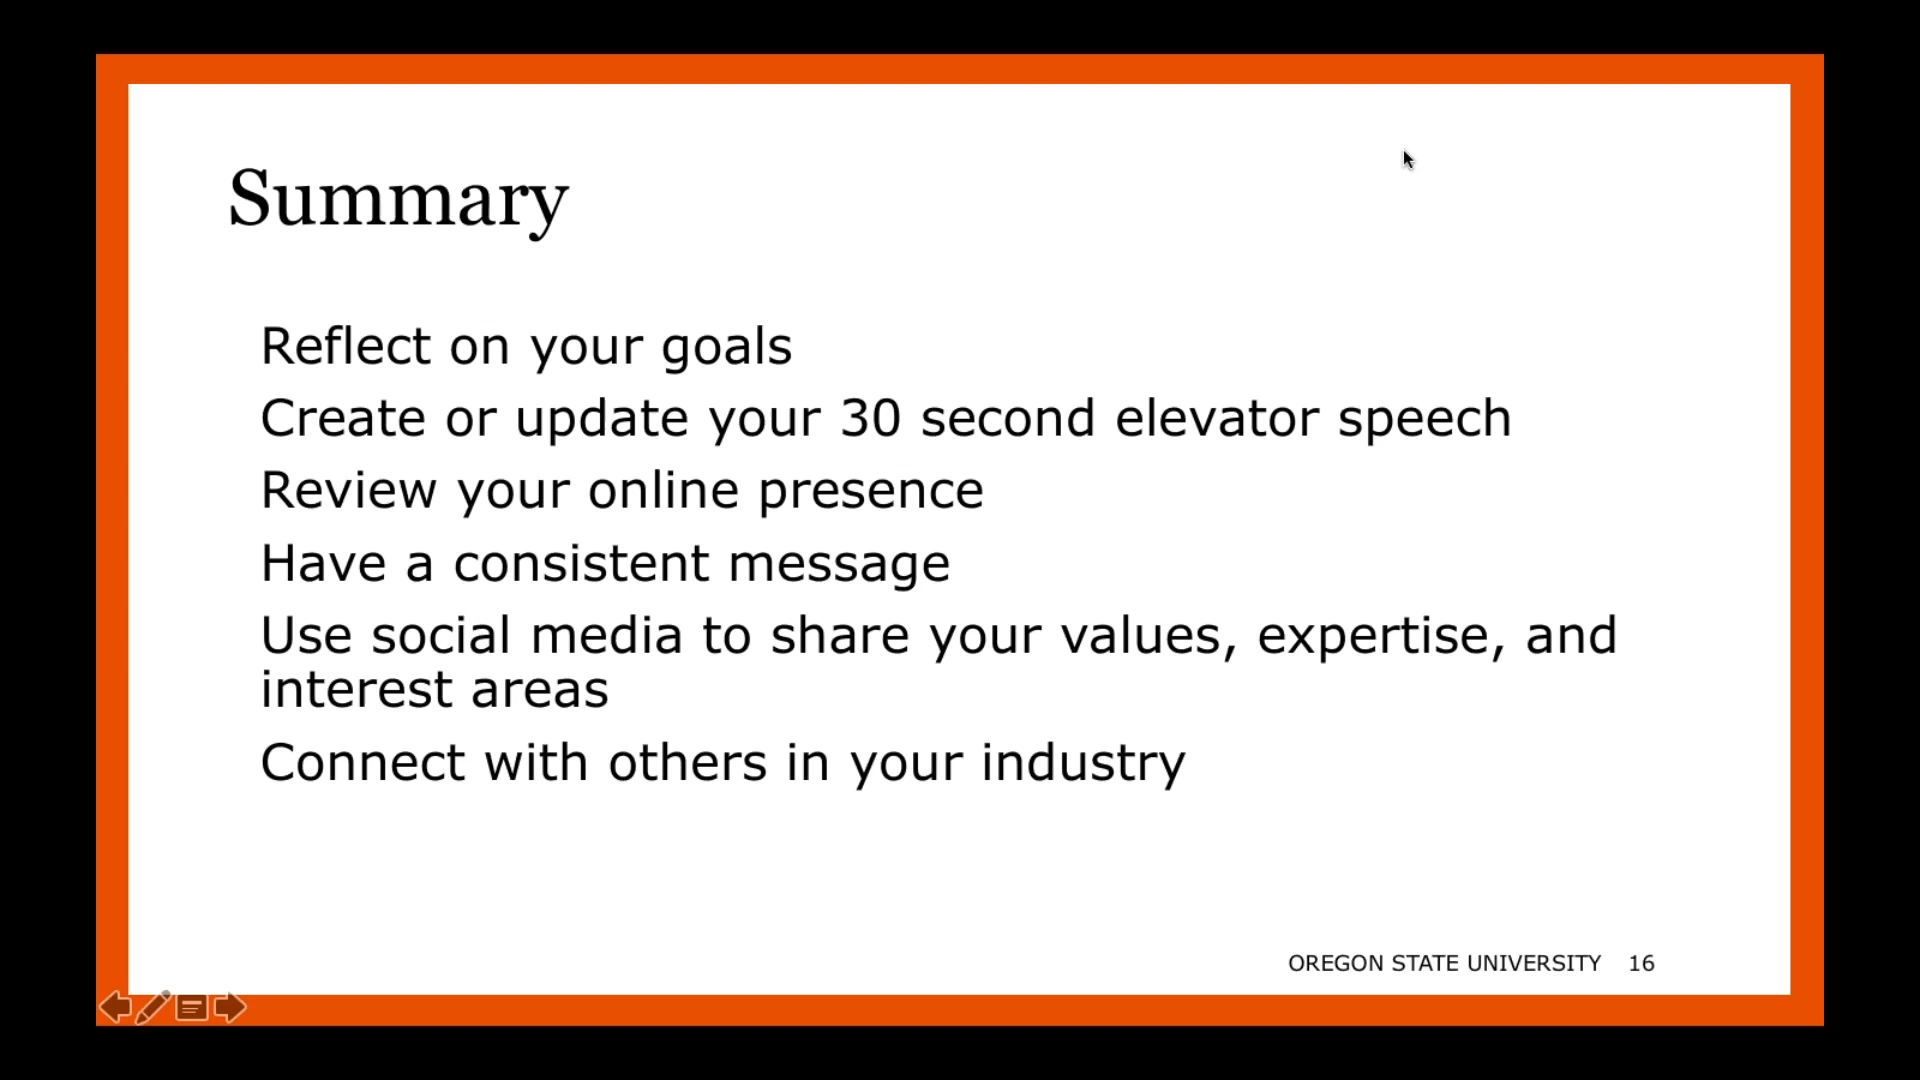 Summary
Reflect on your goals
Create or update your 30 second elevator speech
Review your online presence
Have a consistent message
Use social media to share your values, expertise, and
interest areas
Connect with others in your industry
OREGON STATE UNIVERSITY 16